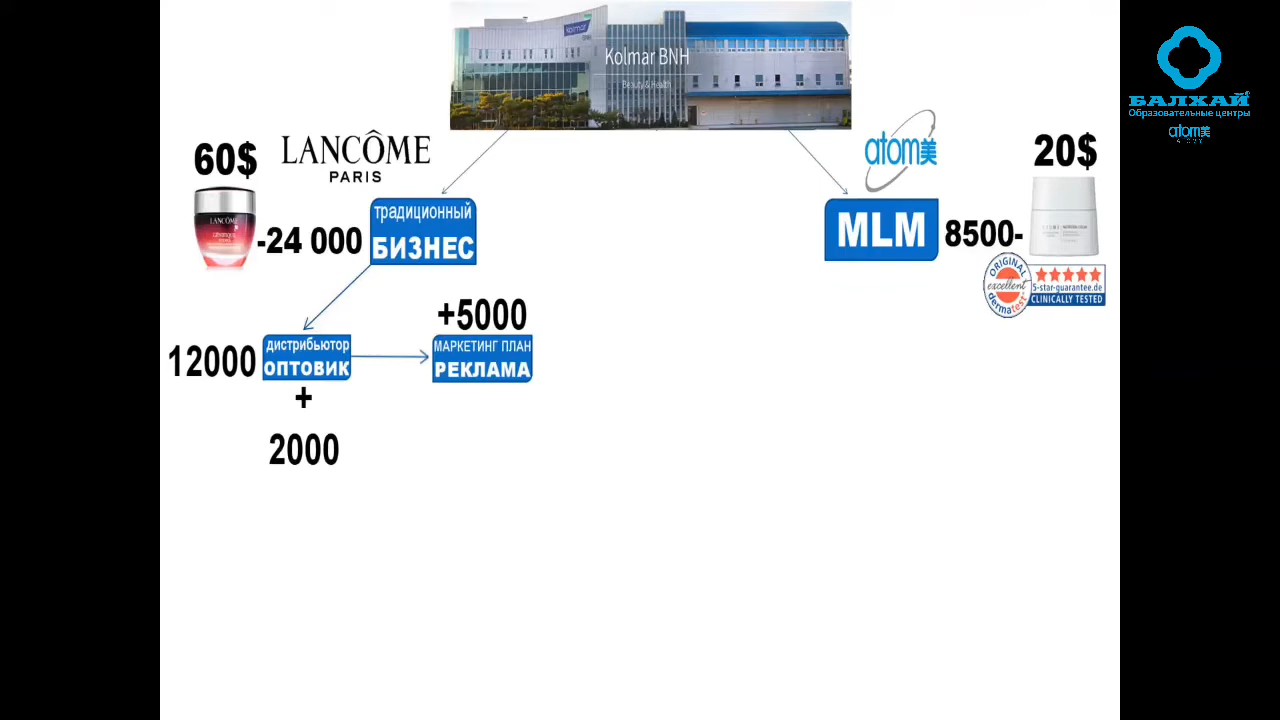 kolmar
Kolmar BNH
Beauty & Health
БАЛХАЙ
Образовательные центры
atom美
60$
LANCÔME
PARIS
atom美
20$
LANCÔME
-24 000
традиционный
БИЗНЕС
MLM
8500-
ORIGINAL
excellent
dermatest
5-star-guarantee.de
CLINICALLY TESTED
+5000
12000
дистрибьютор
ОПТОВИК
МАРКЕТИНГ ПЛАН
РЕКЛАМА
+
2000